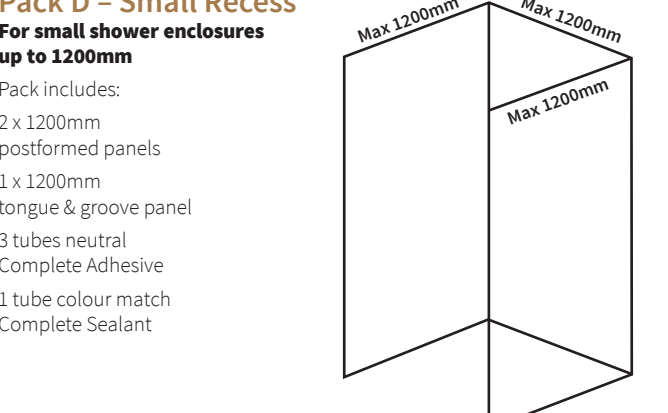 Pack D – Small Recess
For small shower enclosures
up to 1200mm
Pack includes:
2 x 1200mm
postformed panels
1 x 1200mm
tongue & groove panel
3 tubes neutral
Complete Adhesive
1 tube colour match
Complete Sealant
Max 1200mm
Max 1200mm
Max 1200mm